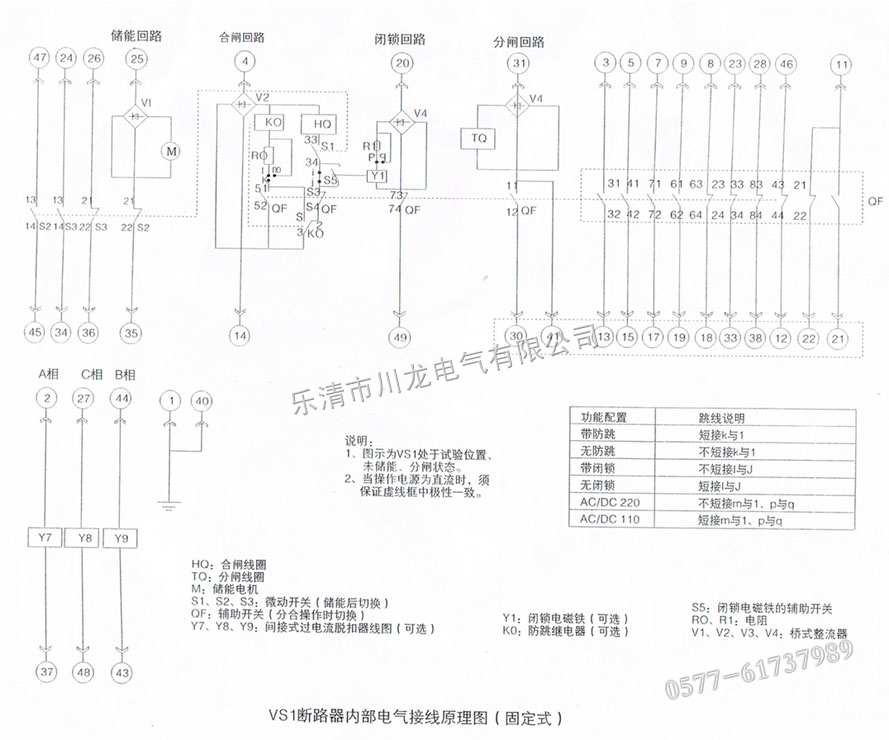 储能回路 合闸回路 闭锁回路 分闸回路
47 24 26 25 4 20 31 3 5 7 9 8 23 28 46 11
V1 V2 V4 V4
KO HQ TQ M
RO R1 Y1
33 S1
34
P q
S5
51 S3
52 QF S4 QF
73
74 QF
11
12 QF
S
3 2 KO
13 13 21 21
14 S2 14 S3 22 S3 22 S2
31 41 71 61 63 23 33 83 43 21
32 42 72 62 64 24 34 84 44 22
QF
45 34 36 35 14 49 30 41 13 15 17 19 18 33 38 12 22 21
乐清市川龙电气有限公司
A相 C相 B相
2 27 44 1 40
Y7 Y8 Y9
37 48 43
说明:
1、图示为VS1处于试验位置、
未储能、分闸状态。
2、当操作电源为直流时,须
保证虚线框中极性一致。
功能配置 跳线说明
带防跳 短接k与1
无防跳 不短接k与1
带闭锁 不短接I与J
无闭锁 短接I与J
AC/DC 220 不短接m与1、p与q
AC/DC 110 短接m与1、p与q
HQ:合闸线圈
TQ:分闸线圈
M:储能电机
S1、S2、S3:微动开关(储能后切换)
QF:辅助开关(分合操作时切换)
Y7、Y8、Y9:间接式过电流脱扣器线图(可选)
Y1:闭锁电磁铁(可选)
K0:防跳继电器(可选)
S5:闭锁电磁铁的辅助开关
RO、R1:电阻
V1、V2、V3、V4:桥式整流器
0577-61737989
VS1断路器内部电气接线原理图(固定式)